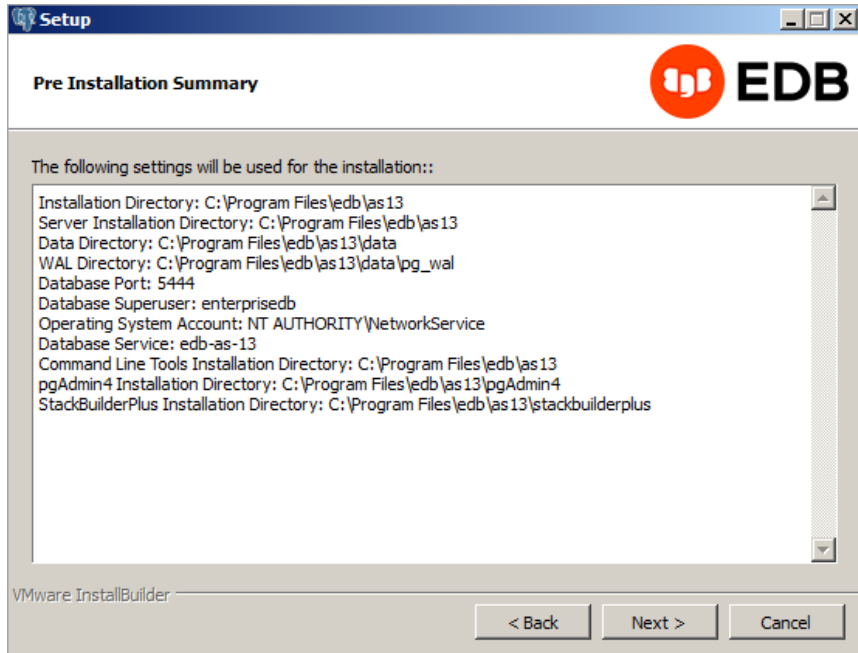 Setup
Pre Installation Summary
EDB
The following settings will be used for the installation::
Installation Directory: C:\Program Files\edb\as13
Server Installation Directory: C:\Program Files\edb\as13
Data Directory: C:\Program Files\edb\as13\data
WAL Directory: C:\Program Files\edb\as13\data\pg_wal
Database Port: 5444
Database Superuser: enterprisedb
Operating System Account: NT AUTHORITY\NetworkService
Database Service: edb-as-13
Command Line Tools Installation Directory: C:\Program Files\edb\as13
pgAdmin4 Installation Directory: C:\Program Files\edb\as13\pgAdmin4
StackBuilderPlus Installation Directory: C:\Program Files\edb\as13\stackbuilderplus
VMware InstallBuilder
< Back Next > Cancel